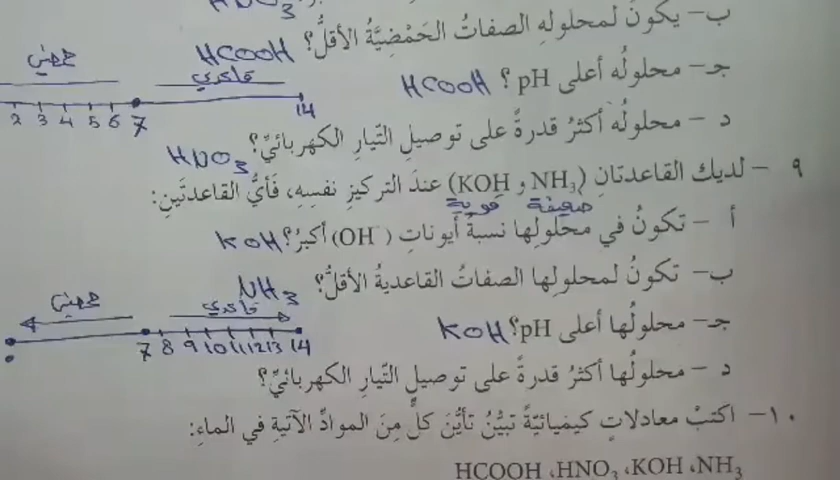 HNO₃
ب- يكونُ لمحلولِهِ الصفاتُ الحَمْضِيَّةُ الأقلُّ؟ HCOOH
حمضي قاعدي
جـ- محلولُه أعلى pH؟ HCOOH
2 3 4 5 6 7 14
د- محلولُه أكثرُ قدرةً على توصيلِ التّيارِ الكهربائيِّ؟ HNO₃
٩- لديك القاعدتانِ (NH₃ و KOH) عندَ التركيزِ نفسِهِ، فَأيُّ القاعدتَينِ:
ضعيفة قوية
أ- تكونُ في محلولِها نسبةُ أيوناتِ (OH⁻) أكبرُ؟ KOH
ب- تكونُ لمحلولِها الصفاتُ القاعديةُ الأقلُّ؟ NH₃
حمضي قاعدي
جـ- محلولُها أعلى pH؟ KOH
7 8 9 10 11 12 13 14
د- محلولُها أكثرُ قدرةً على توصيلِ التّيارِ الكهربائيِّ؟
١٠- اكتبْ معادلاتٍ كيميائيّةً تبيُّنُ تأيُّنَ كلٍّ مِنَ الموادِّ الآتيةِ في الماءِ:
HCOOH ،HNO₃ ،KOH ،NH₃